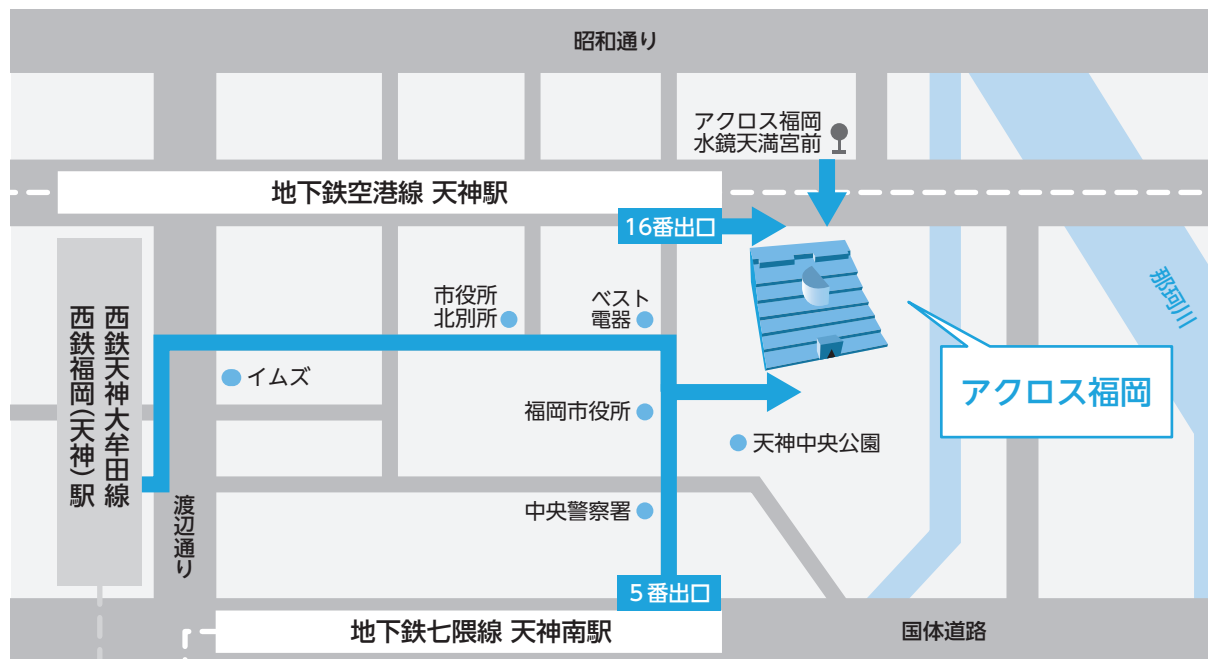 昭和通り
アクロス福岡
水鏡天満宮前
地下鉄空港線 天神駅
16番出口
那珂川
市役所
北別所
ベスト
電器
西鉄天神大牟田線
西鉄福岡(天神)駅
イムズ
アクロス福岡
福岡市役所
天神中央公園
渡辺通り
中央警察署
5番出口
地下鉄七隈線 天神南駅
国体道路